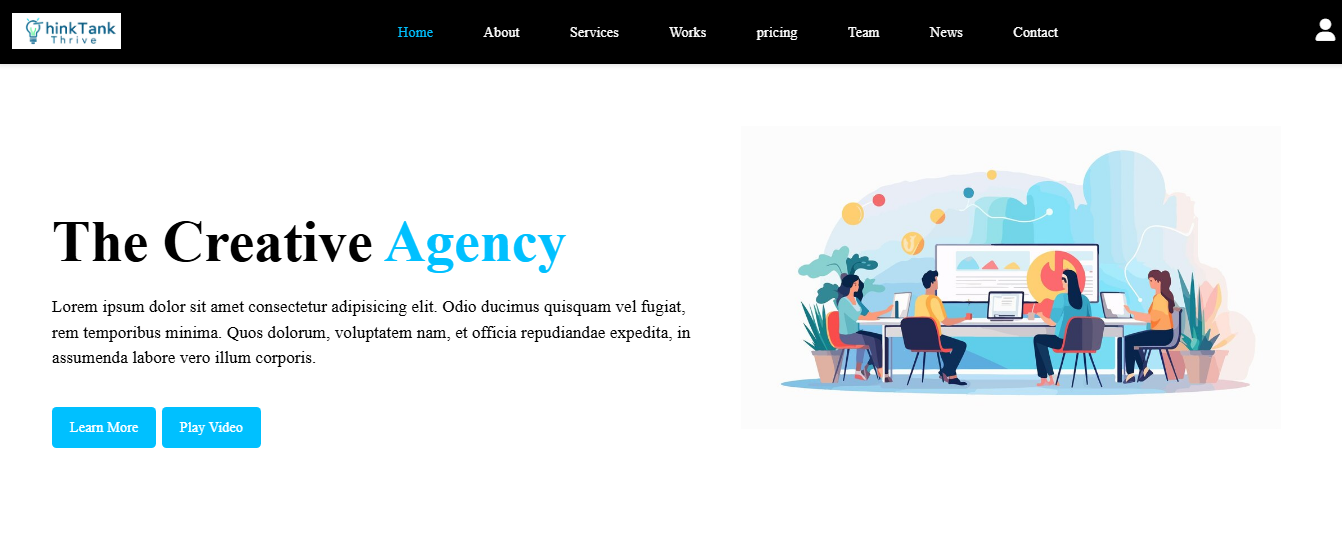 hinkTank
Thrive
Home About Services Works pricing Team News Contact
The Creative Agency
Lorem ipsum dolor sit amet consectetur adipisicing elit. Odio ducimus quisquam vel fugiat,
rem temporibus minima. Quos dolorum, voluptatem nam, et officia repudiandae expedita, in
assumenda labore vero illum corporis.
Learn More Play Video